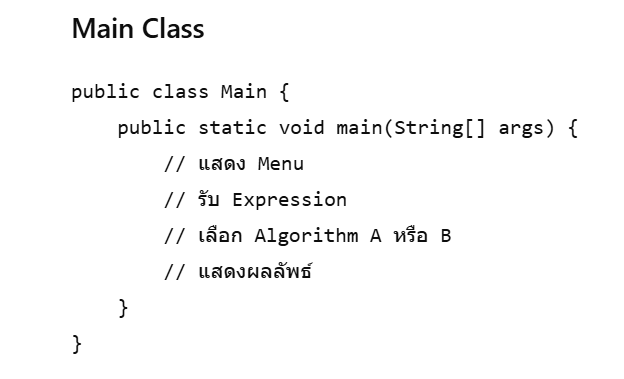 Main Class
public class Main {
    public static void main(String[] args) {
        // แสดง Menu
        // รับ Expression
        // เลือก Algorithm A หรือ B
        // แสดงผลลัพธ์
    }
}